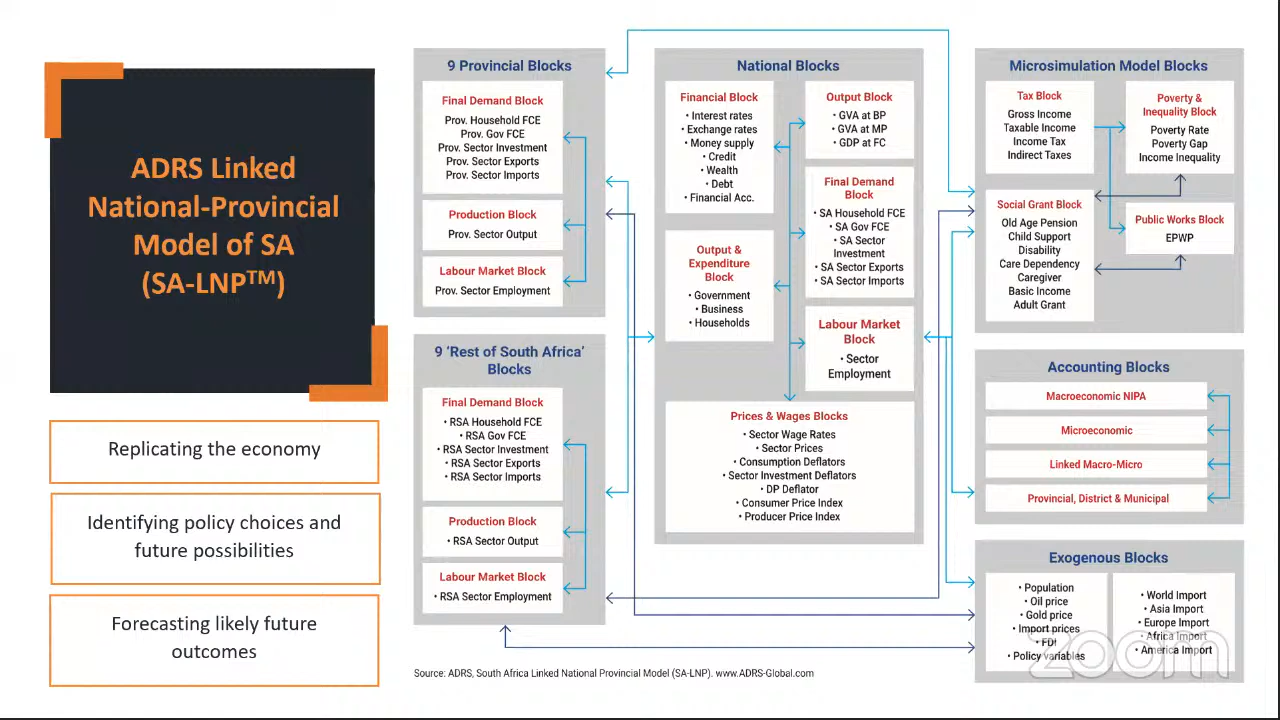 ADRS Linked
National-Provincial
Model of SA
(SA-LNP™)
Replicating the economy
Identifying policy choices and
future possibilities
Forecasting likely future
outcomes
9 Provincial Blocks
Final Demand Block
Prov. Household FCE
Prov. Gov FCE
Prov. Sector Investment
Prov. Sector Exports
Prov. Sector Imports
Production Block
Prov. Sector Output
Labour Market Block
Prov. Sector Employment
9 ‘Rest of South Africa’
Blocks
Final Demand Block
• RSA Household FCE
• RSA Gov FCE
• RSA Sector Investment
• RSA Sector Exports
• RSA Sector Imports
Production Block
• RSA Sector Output
Labour Market Block
• RSA Sector Employment
National Blocks
Financial Block
• Interest rates
• Exchange rates
• Money supply
• Credit
• Wealth
• Debt
• Financial Acc.
Output &
Expenditure
Block
• Government
• Business
• Households
Output Block
• GVA at BP
• GVA at MP
• GDP at FC
Final Demand
Block
• SA Household FCE
• SA Gov FCE
• SA Sector
Investment
• SA Sector Exports
• SA Sector Imports
Labour Market
Block
• Sector
Employment
Prices & Wages Blocks
• Sector Wage Rates
• Sector Prices
• Consumption Deflators
• Sector Investment Deflators
• DP Deflator
• Consumer Price Index
• Producer Price Index
Microsimulation Model Blocks
Tax Block
Gross Income
Taxable Income
Income Tax
Indirect Taxes
Poverty &
Inequality Block
Poverty Rate
Poverty Gap
Income Inequality
Social Grant Block
Old Age Pension
Child Support
Disability
Care Dependency
Caregiver
Basic Income
Adult Grant
Public Works Block
EPWP
Accounting Blocks
Macroeconomic NIPA
Microeconomic
Linked Macro-Micro
Provincial, District & Municipal
Exogenous Blocks
• Population
• Oil price
• Gold price
• Import prices
• FDI
• Policy variables
• World Import
• Asia Import
• Europe Import
• Africa Import
• America Import
zoom
Source: ADRS, South Africa Linked National Provincial Model (SA-LNP). www.ADRS-Global.com